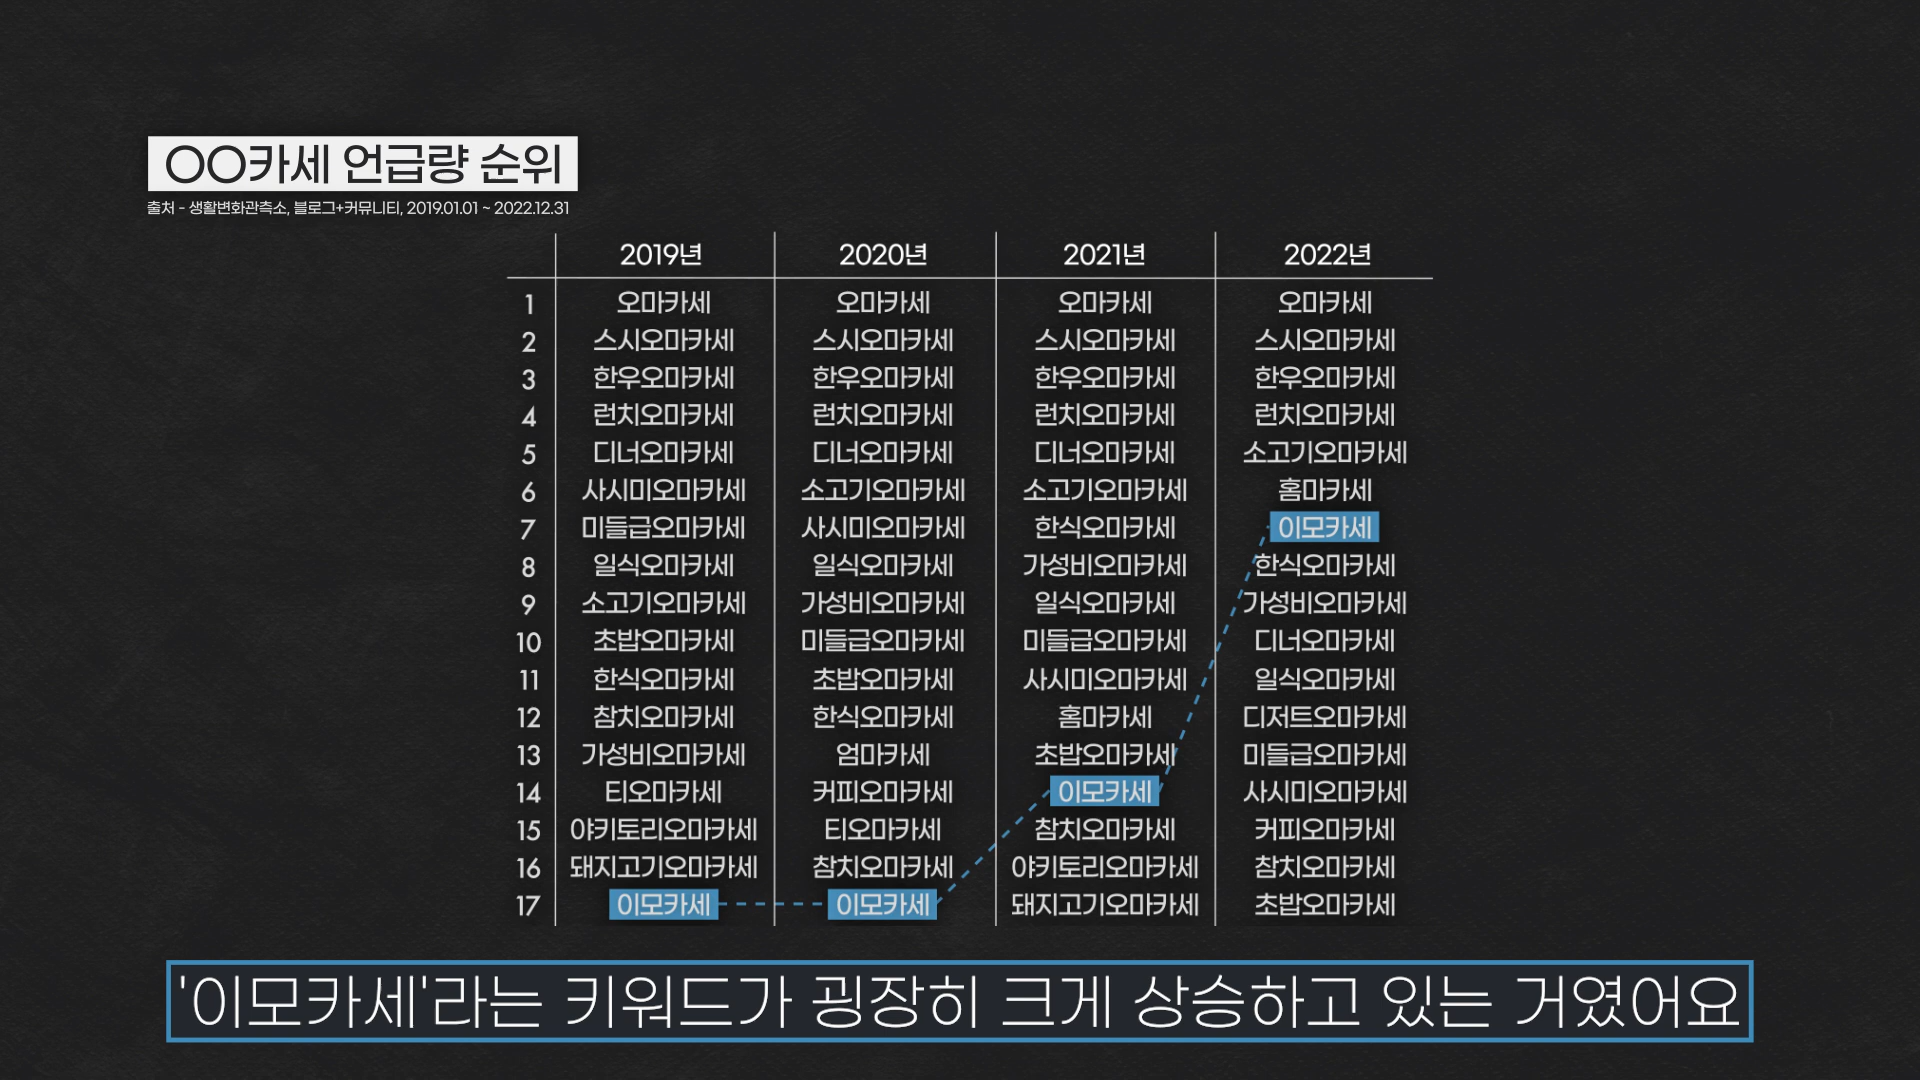 ○○카세 언급량 순위
출처 - 생활변화관측소, 블로그+커뮤니티, 2019.01.01 ~ 2022.12.31
2019년 2020년 2021년 2022년
1 오마카세 오마카세 오마카세 오마카세
2 스시오마카세 스시오마카세 스시오마카세 스시오마카세
3 한우오마카세 한우오마카세 한우오마카세 한우오마카세
4 런치오마카세 런치오마카세 런치오마카세 런치오마카세
5 디너오마카세 디너오마카세 디너오마카세 소고기오마카세
6 사시미오마카세 소고기오마카세 소고기오마카세 홈마카세
7 미들급오마카세 사시미오마카세 한식오마카세 이모카세
8 일식오마카세 일식오마카세 가성비오마카세 한식오마카세
9 소고기오마카세 가성비오마카세 일식오마카세 가성비오마카세
10 초밥오마카세 미들급오마카세 미들급오마카세 디너오마카세
11 한식오마카세 초밥오마카세 사시미오마카세 일식오마카세
12 참치오마카세 한식오마카세 홈마카세 디저트오마카세
13 가성비오마카세 엄마카세 초밥오마카세 미들급오마카세
14 티오마카세 커피오마카세 이모카세 사시미오마카세
15 야키토리오마카세 티오마카세 참치오마카세 커피오마카세
16 돼지고기오마카세 참치오마카세 야키토리오마카세 참치오마카세
17 이모카세 이모카세 돼지고기오마카세 초밥오마카세
'이모카세'라는 키워드가 굉장히 크게 상승하고 있는 거였어요